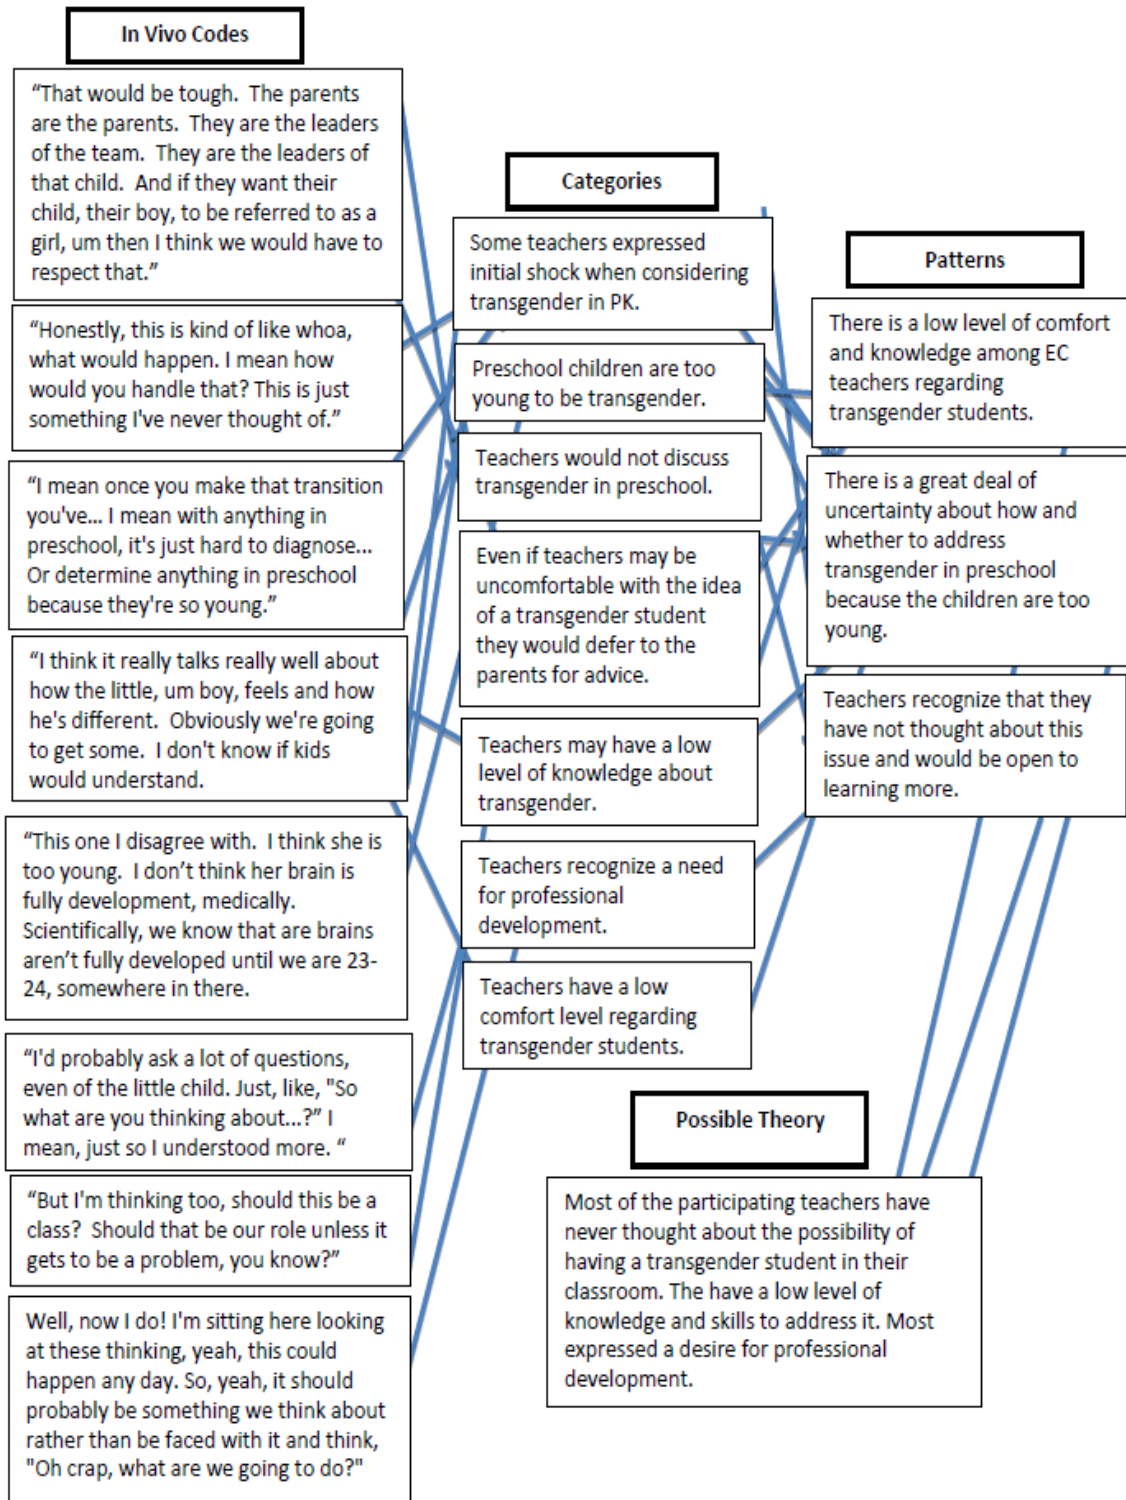 In Vivo Codes
“That would be tough. The parents
are the parents. They are the leaders
of the team. They are the leaders of
that child. And if they want their
child, their boy, to be referred to as a
girl, um then I think we would have to
respect that.”
“Honestly, this is kind of like whoa,
what would happen. I mean how
would you handle that? This is just
something I've never thought of.”
“I mean once you make that transition
you've... I mean with anything in
preschool, it's just hard to diagnose...
Or determine anything in preschool
because they're so young.”
“I think it really talks really well about
how the little, um boy, feels and how
he's different. Obviously we're going
to get some. I don't know if kids
would understand.
“This one I disagree with. I think she is
too young. I don’t think her brain is
fully development, medically.
Scientifically, we know that are brains
aren’t fully developed until we are 23-
24, somewhere in there.
“I'd probably ask a lot of questions,
even of the little child. Just, like, "So
what are you thinking about...?” I
mean, just so I understood more. “
“But I'm thinking too, should this be a
class? Should that be our role unless it
gets to be a problem, you know?”
Well, now I do! I'm sitting here looking
at these thinking, yeah, this could
happen any day. So, yeah, it should
probably be something we think about
rather than be faced with it and think,
"Oh crap, what are we going to do?"
Categories
Some teachers expressed
initial shock when considering
transgender in PK.
Preschool children are too
young to be transgender.
Teachers would not discuss
transgender in preschool.
Even if teachers may be
uncomfortable with the idea
of a transgender student
they would defer to the
parents for advice.
Teachers may have a low
level of knowledge about
transgender.
Teachers recognize a need
for professional
development.
Teachers have a low
comfort level regarding
transgender students.
Patterns
There is a low level of comfort
and knowledge among EC
teachers regarding
transgender students.
There is a great deal of
uncertainty about how and
whether to address
transgender in preschool
because the children are too
young.
Teachers recognize that they
have not thought about this
issue and would be open to
learning more.
Possible Theory
Most of the participating teachers have
never thought about the possibility of
having a transgender student in their
classroom. The have a low level of
knowledge and skills to address it. Most
expressed a desire for professional
development.